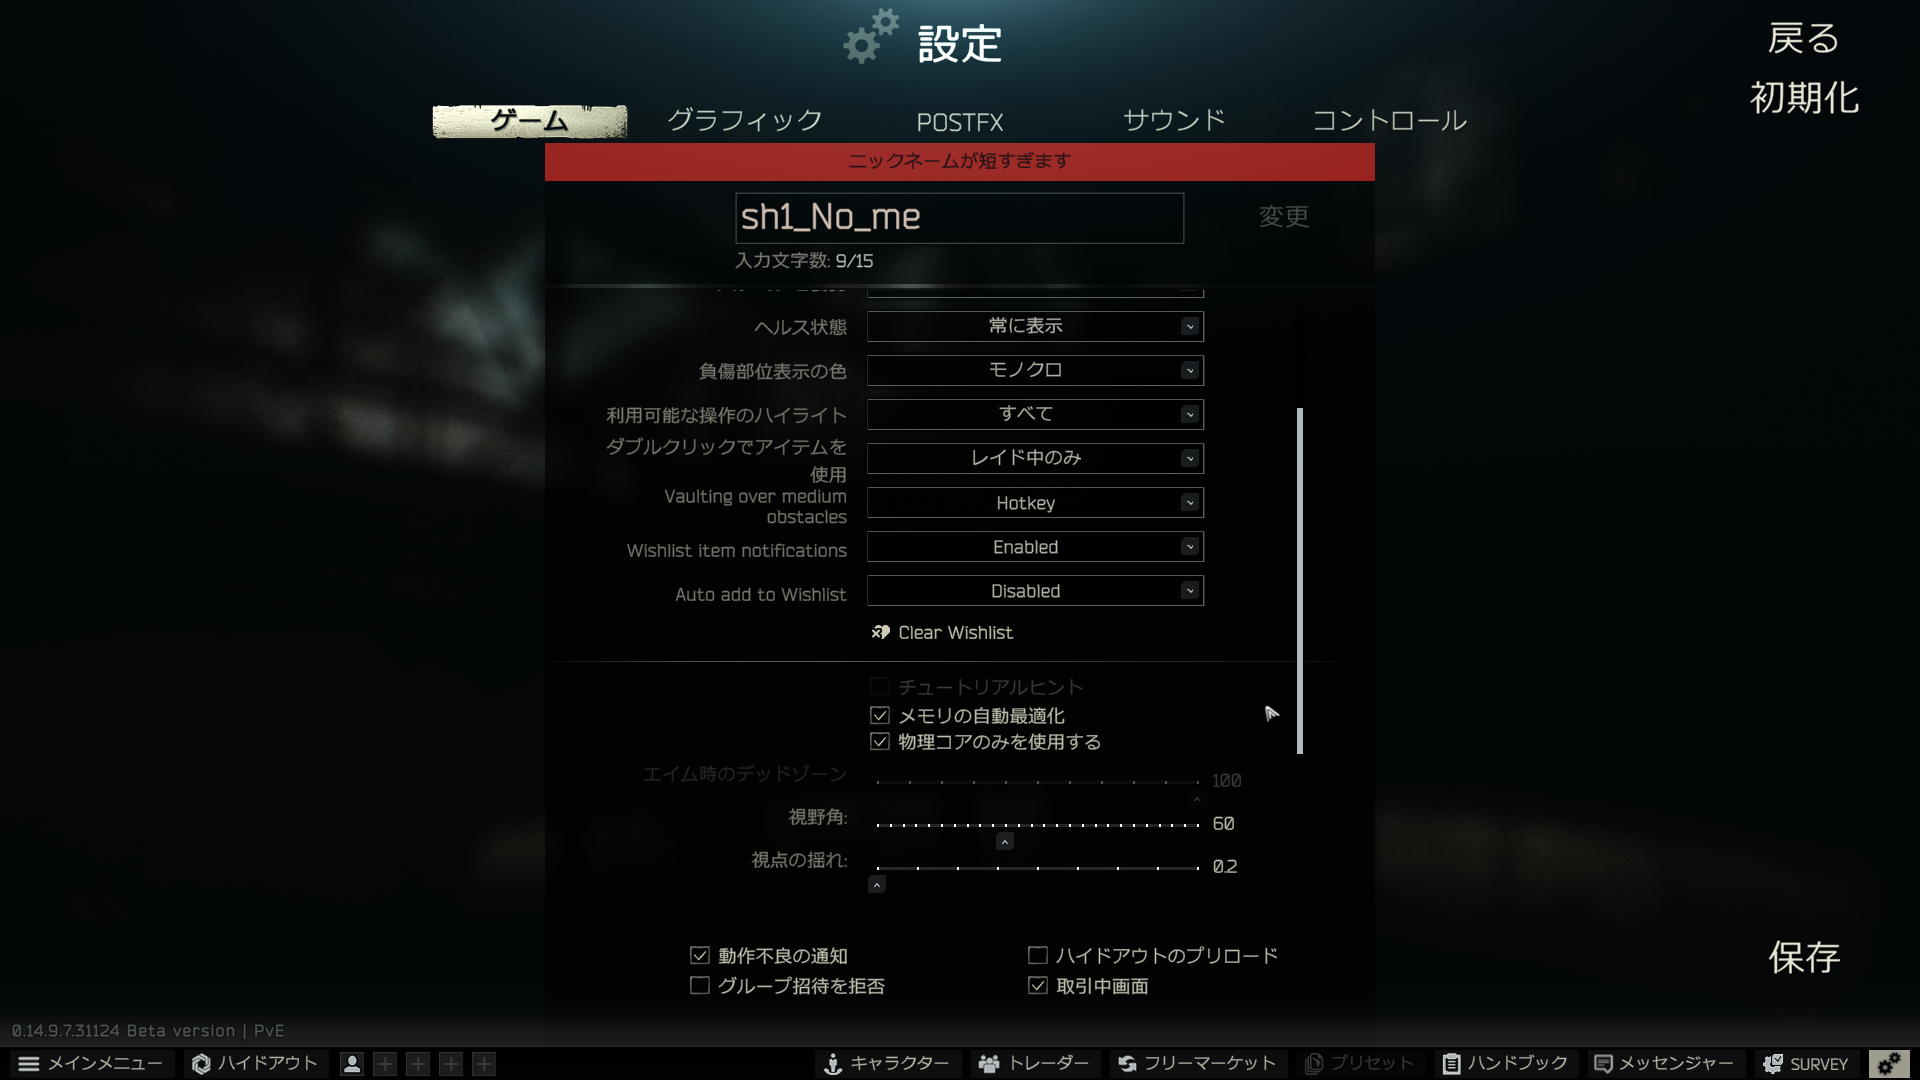 設定
戻る
初期化
ゲーム
グラフィック
POSTFX
サウンド
コントロール
ニックネームが短すぎます
sh1_No_me
変更
入力文字数: 9/15
ヘルス状態
常に表示
負傷部位表示の色
モノクロ
利用可能な操作のハイライト
すべて
ダブルクリックでアイテムを
使用
レイド中のみ
Vaulting over medium
obstacles
Hotkey
Wishlist item notifications
Enabled
Auto add to Wishlist
Disabled
Clear Wishlist
チュートリアルヒント
メモリの自動最適化
物理コアのみを使用する
エイム時のデッドゾーン
100
視野角:
60
視点の揺れ:
0.2
動作不良の通知
ハイドアウトのプリロード
グループ招待を拒否
取引中画面
保存
0.14.9.7.31124 Beta version | PvE
メインメニュー
ハイドアウト
キャラクター
トレーダー
フリーマーケット
プリセット
ハンドブック
メッセンジャー
SURVEY